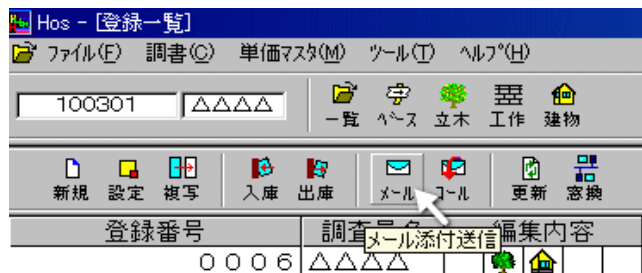 Hos - [登録一覧]
ファイル(F) 調書(C) 単価マスタ(M) ツール(T) ヘルプ(H)
100301 △△△△ 一覧 ベース 立木 工作 建物
新規 設定 複写 入庫 出庫 メール コール 更新 窓換
登録番号 調査 編集内容
メール添付送信
0006 △△△△